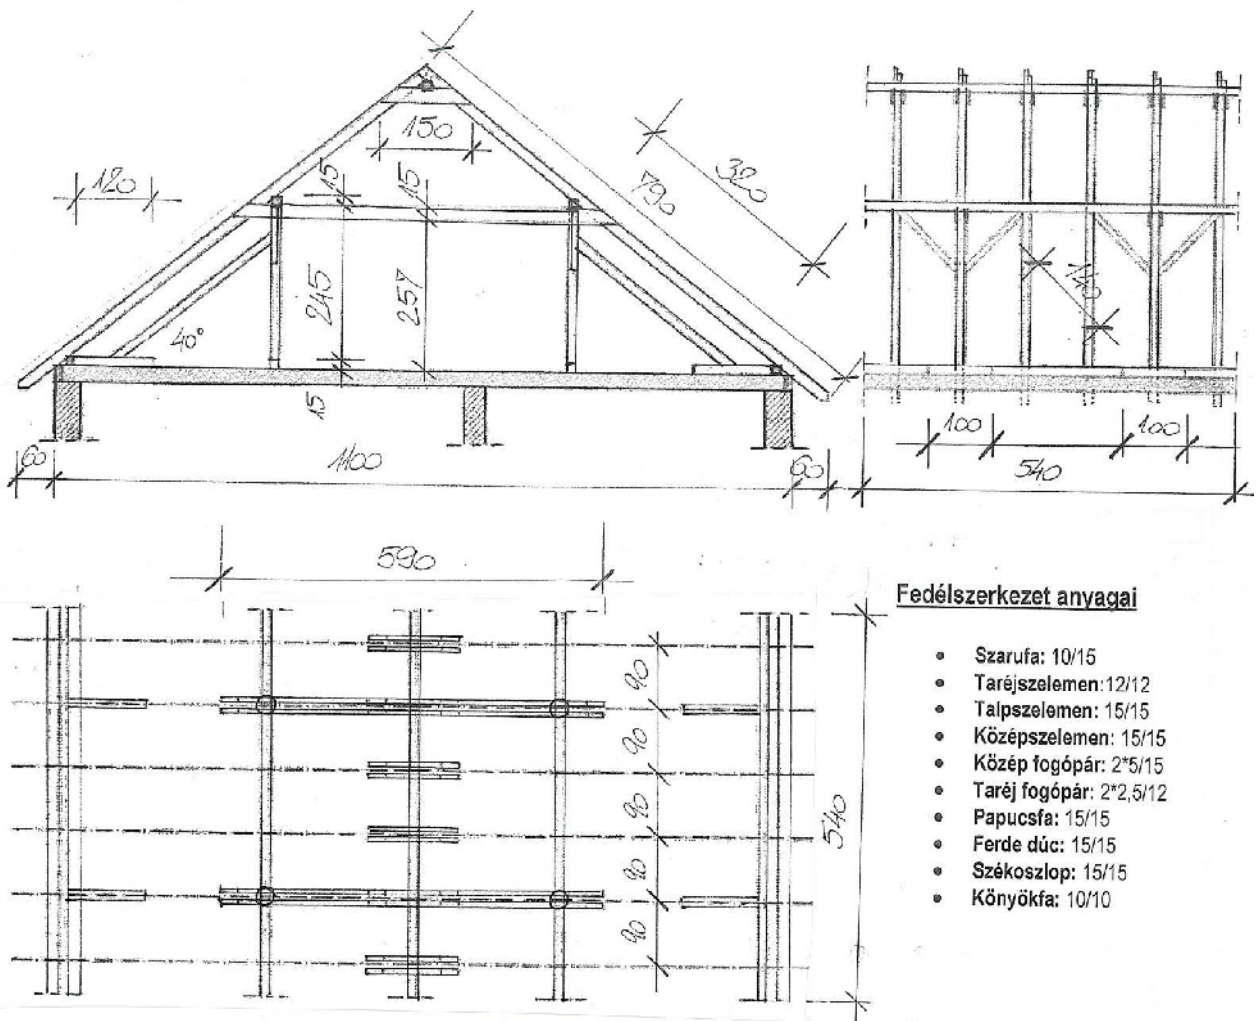 120
150
15
15
320
790
245
257
40°
15
140
60
1100
60
100
100
540
590
90
90
90
90
90
540
Fedélszerkezet anyagai
• Szarufa: 10/15
• Taréjszelemen:12/12
• Talpszelemen: 15/15
• Középszelemen: 15/15
• Közép fogópár: 2*5/15
• Taréj fogópár: 2*2,5/12
• Papucsfa: 15/15
• Ferde dúc: 15/15
• Székoszlop: 15/15
• Könyökfa: 10/10